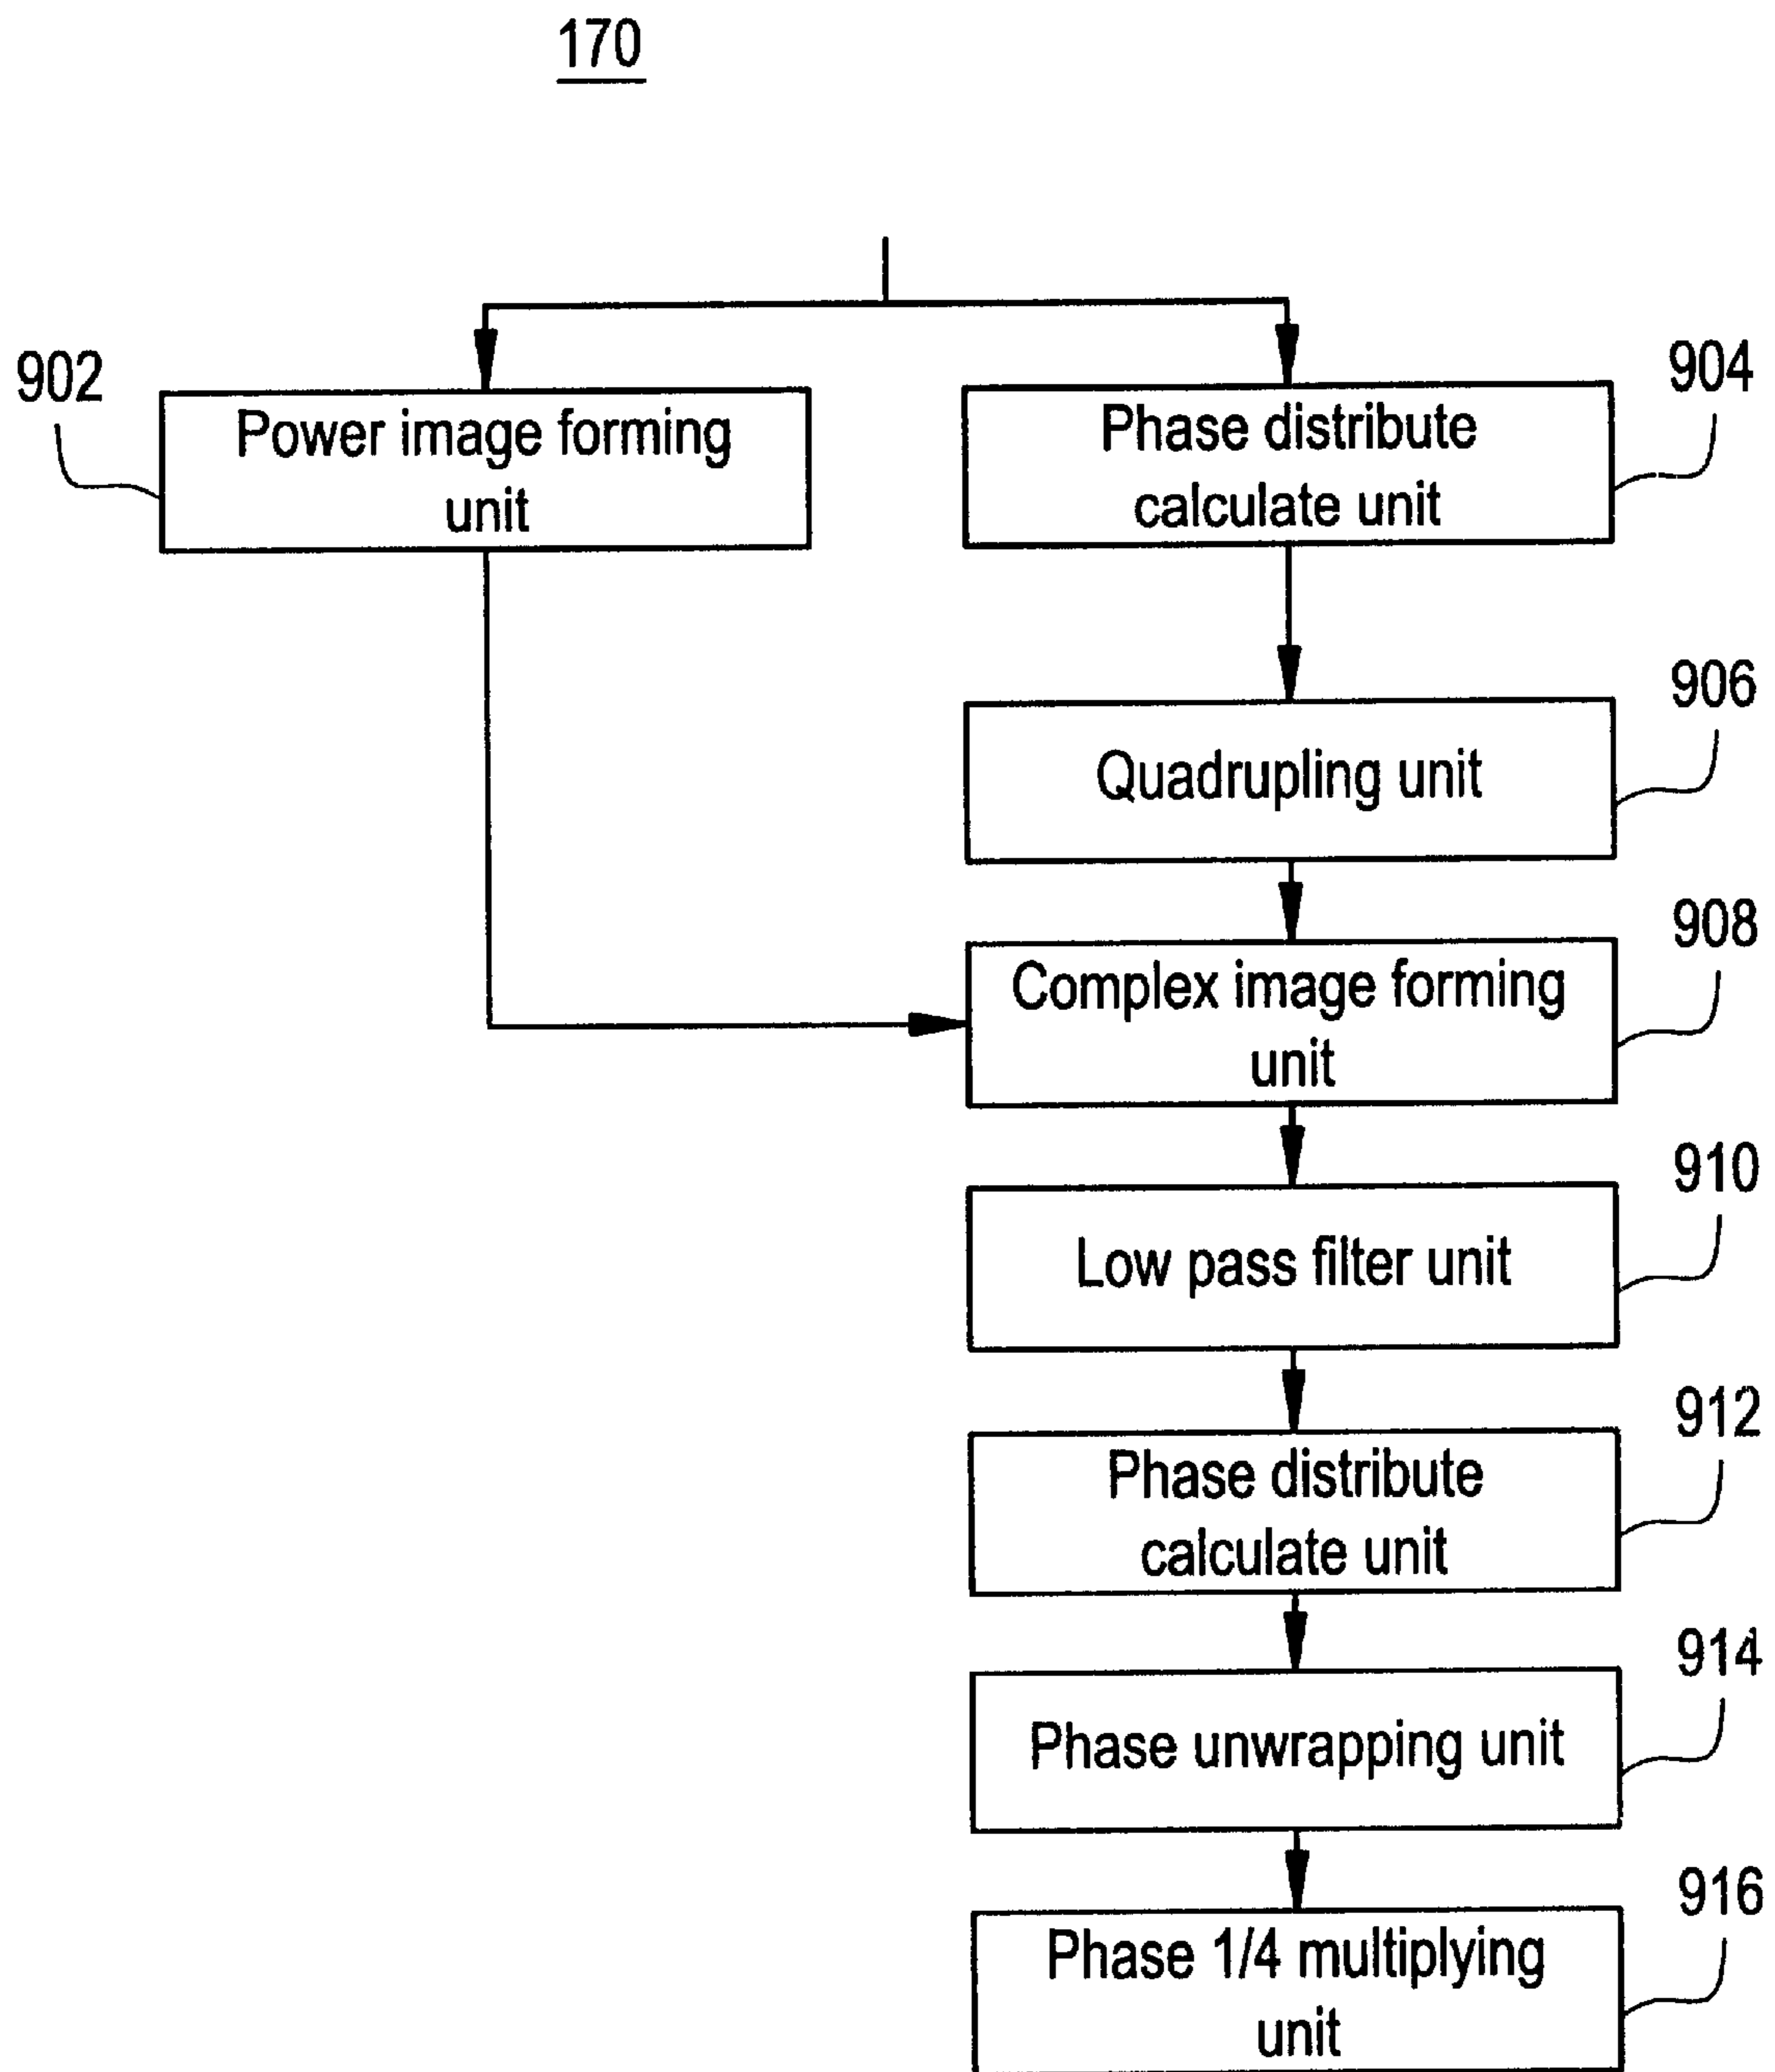 170
902
Power image forming
unit
904
Phase distribute
calculate unit
906
Quadrupling unit
908
Complex image forming
unit
910
Low pass filter unit
912
Phase distribute
calculate unit
914
Phase unwrapping unit
916
Phase 1/4 multiplying
unit